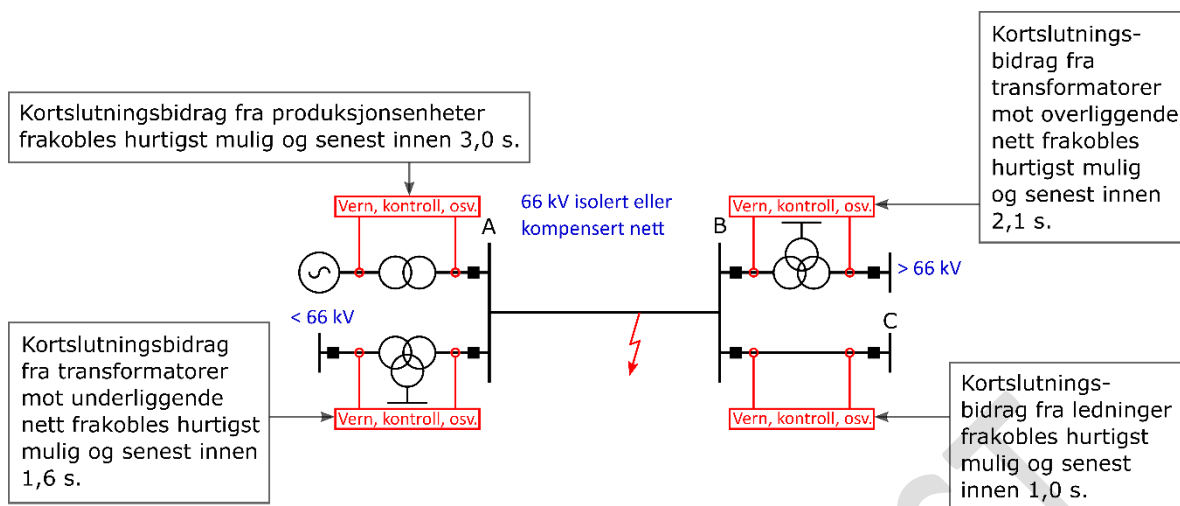 Kortslutnings-
bidrag fra
transformatorer
mot overliggende
nett frakobles
hurtigst mulig
og senest innen
2,1 s.
Kortslutningsbidrag fra produksjonsenheter
frakobles hurtigst mulig og senest innen 3,0 s.
Vern, kontroll, osv.
66 kV isolert eller
kompensert nett
Vern, kontroll, osv.
A
B
> 66 kV
< 66 kV
C
Kortslutningsbidrag
fra transformatorer
mot underliggende
nett frakobles hurtigst
mulig og senest innen
1,6 s.
Vern, kontroll, osv.
Vern, kontroll, osv.
Kortslutnings-
bidrag fra ledninger
frakobles hurtigst
mulig og senest
innen 1,0 s.